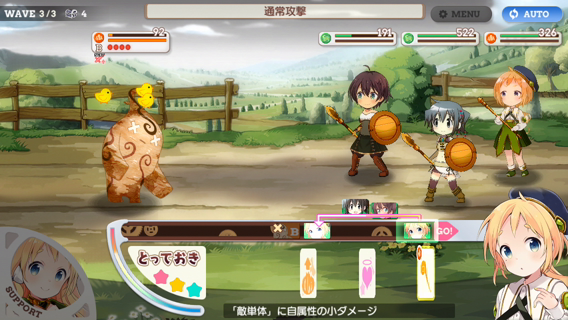 WAVE 3/3
4
通常攻撃
MENU
AUTO
92
191
522
326
B
GO!
とっておき
SUPPORT
「敵単体」に自属性の小ダメージ